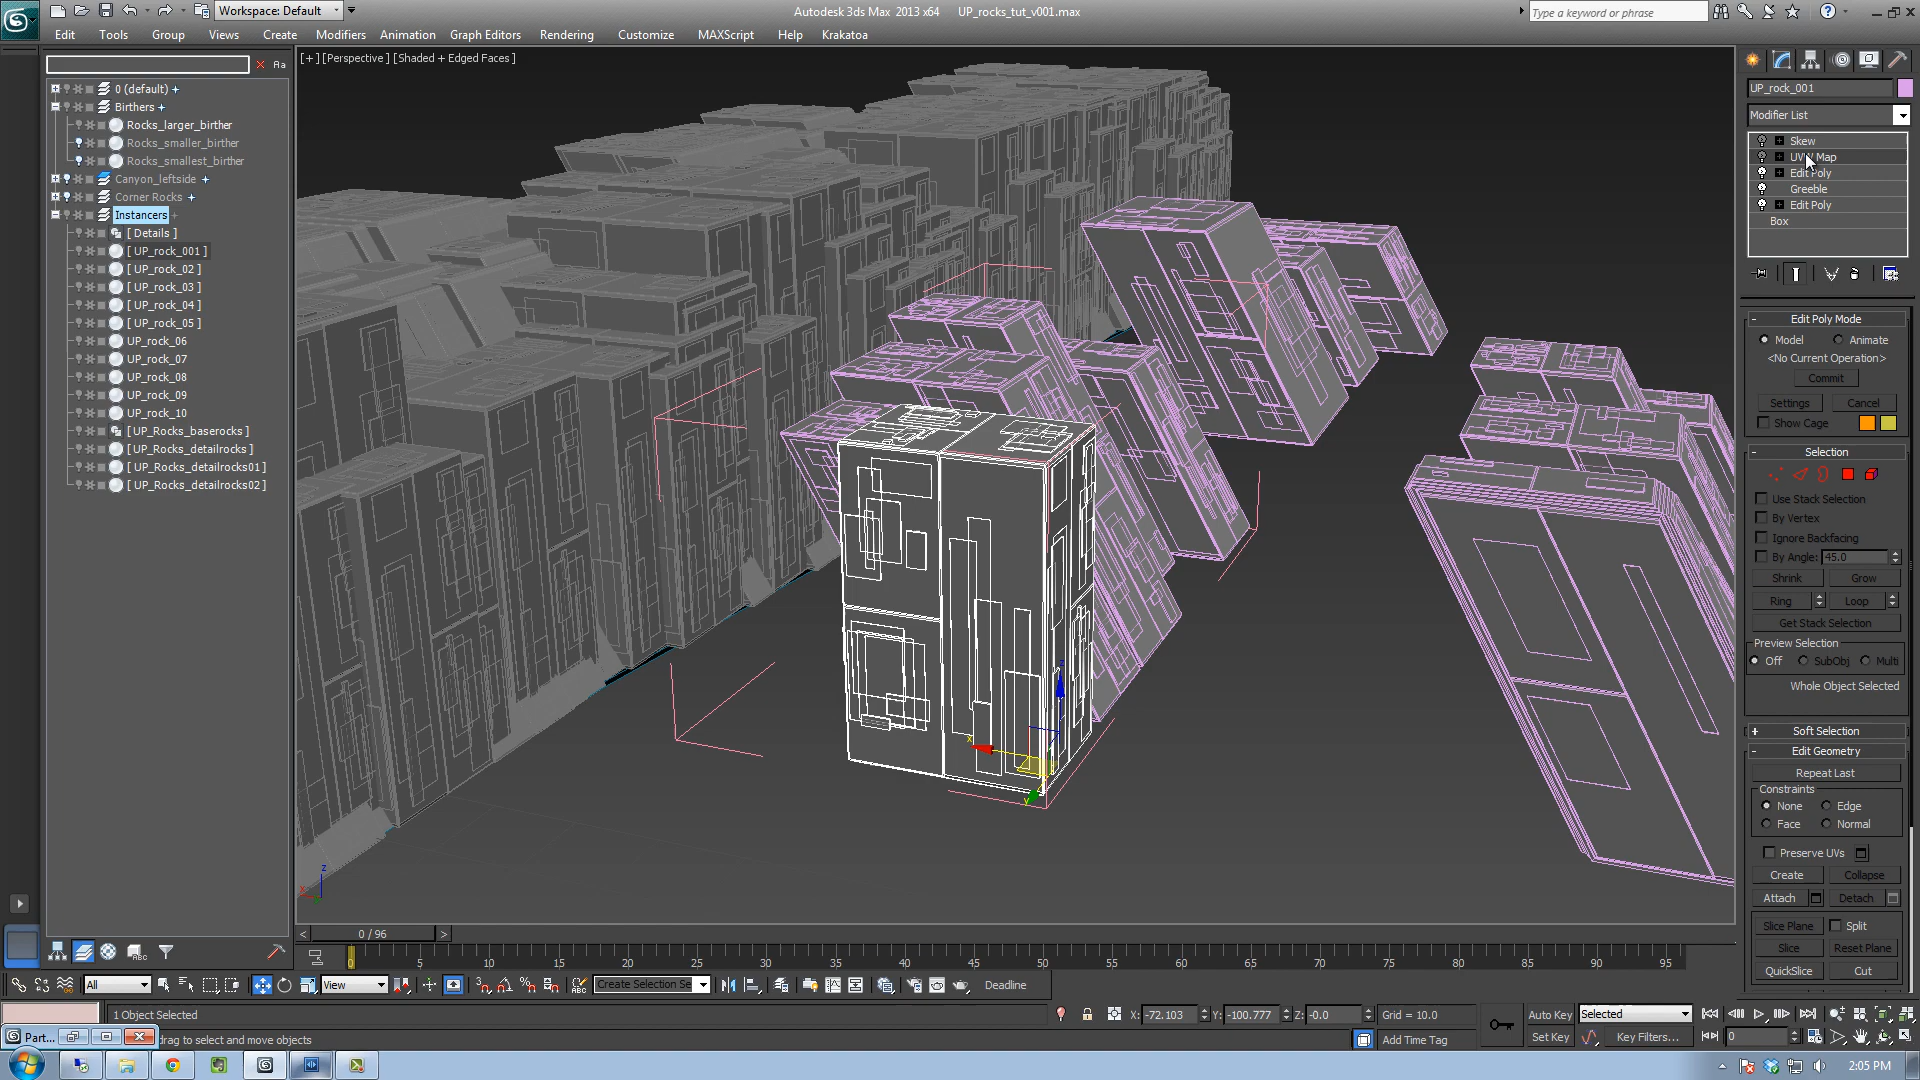 Workspace: Default
Autodesk 3ds Max 2013 x64    UP_rocks_tut_v001.max
Type a keyword or phrase
Edit Tools Group Views Create Modifiers Animation Graph Editors Rendering Customize MAXScript Help Krakatoa
Aa
[+] [Perspective] [Shaded + Edged Faces]
0 (default)
Birthers
Rocks_larger_birther
Rocks_smaller_birther
Rocks_smallest_birther
Canyon_leftside
Corner Rocks
Instancers
[ Details ]
[ UP_rock_001 ]
[ UP_rock_02 ]
[ UP_rock_03 ]
[ UP_rock_04 ]
[ UP_rock_05 ]
UP_rock_06
UP_rock_07
UP_rock_08
UP_rock_09
UP_rock_10
[ UP_Rocks_baserocks ]
[ UP_Rocks_detailrocks ]
[ UP_Rocks_detailrocks01 ]
[ UP_Rocks_detailrocks02 ]
UP_rock_001
Modifier List
Skew
UVW Map
Edit Poly
Greeble
Edit Poly
Box
- Edit Poly Mode
Model Animate
<No Current Operation>
Commit
Settings Cancel
Show Cage
- Selection
Use Stack Selection
By Vertex
Ignore Backfacing
By Angle: 45.0
Shrink Grow
Ring Loop
Get Stack Selection
Preview Selection
Off SubObj Multi
Whole Object Selected
+ Soft Selection
- Edit Geometry
Repeat Last
Constraints
None Edge
Face Normal
Preserve UVs
Create Collapse
Attach Detach
Slice Plane Split
Slice Reset Plane
QuickSlice Cut
z
x
x
y
z
< 0 / 96 >
0 5 10 15 20 25 30 35 40 45 50 55 60 65 70 75 80 85 90 95
All View Create Selection Se Deadline
1 Object Selected X: -72.103 Y: -100.777 Z: -0.0 Grid = 10.0 Auto Key Selected
Part... drag to select and move objects Add Time Tag Set Key Key Filters... 0
2:05 PM